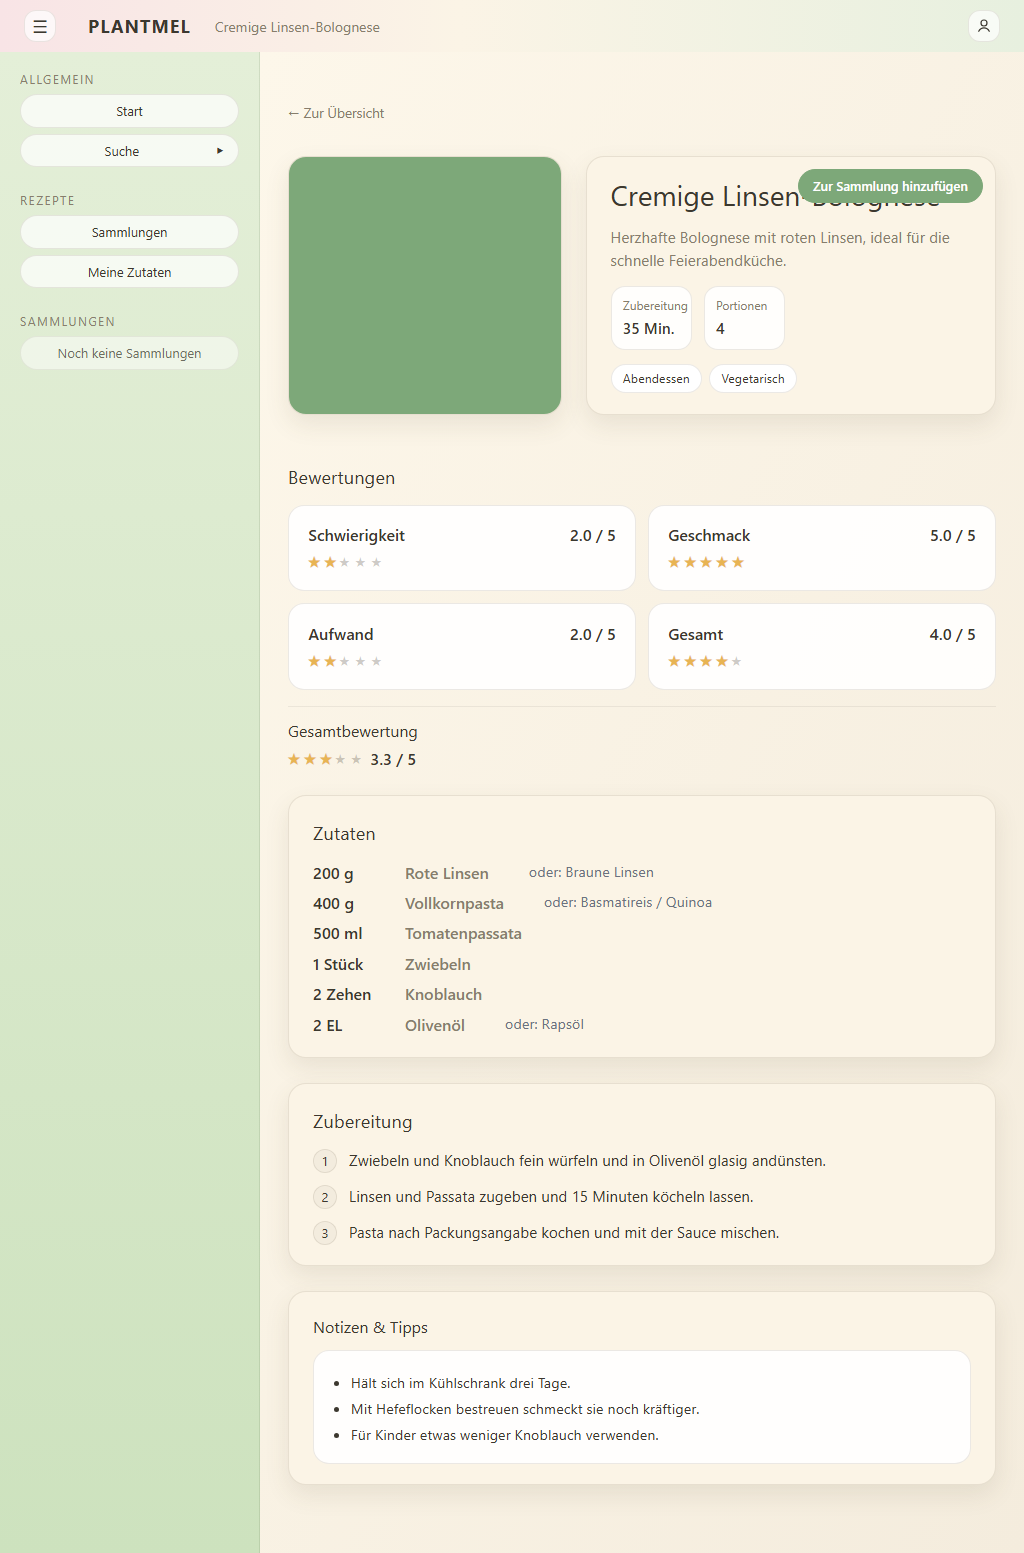 PLANTMEL
Cremige Linsen-Bolognese
ALLGEMEIN
Start
Suche
REZEPTE
Sammlungen
Meine Zutaten
SAMMLUNGEN
Noch keine Sammlungen
← Zur Übersicht
Zur Sammlung hinzufügen
Cremige Linsen-Bolognese
Herzhafte Bolognese mit roten Linsen, ideal für die
schnelle Feierabendküche.
Zubereitung
35 Min.
Portionen
4
Abendessen
Vegetarisch
Bewertungen
Schwierigkeit 2.0 / 5
Geschmack 5.0 / 5
Aufwand 2.0 / 5
Gesamt 4.0 / 5
Gesamtbewertung
3.3 / 5
Zutaten
200 g Rote Linsen oder: Braune Linsen
400 g Vollkornpasta oder: Basmatireis / Quinoa
500 ml Tomatenpassata
1 Stück Zwiebeln
2 Zehen Knoblauch
2 EL Olivenöl oder: Rapsöl
Zubereitung
1 Zwiebeln und Knoblauch fein würfeln und in Olivenöl glasig andünsten.
2 Linsen und Passata zugeben und 15 Minuten köcheln lassen.
3 Pasta nach Packungsangabe kochen und mit der Sauce mischen.
Notizen & Tipps
• Hält sich im Kühlschrank drei Tage.
• Mit Hefeflocken bestreuen schmeckt sie noch kräftiger.
• Für Kinder etwas weniger Knoblauch verwenden.